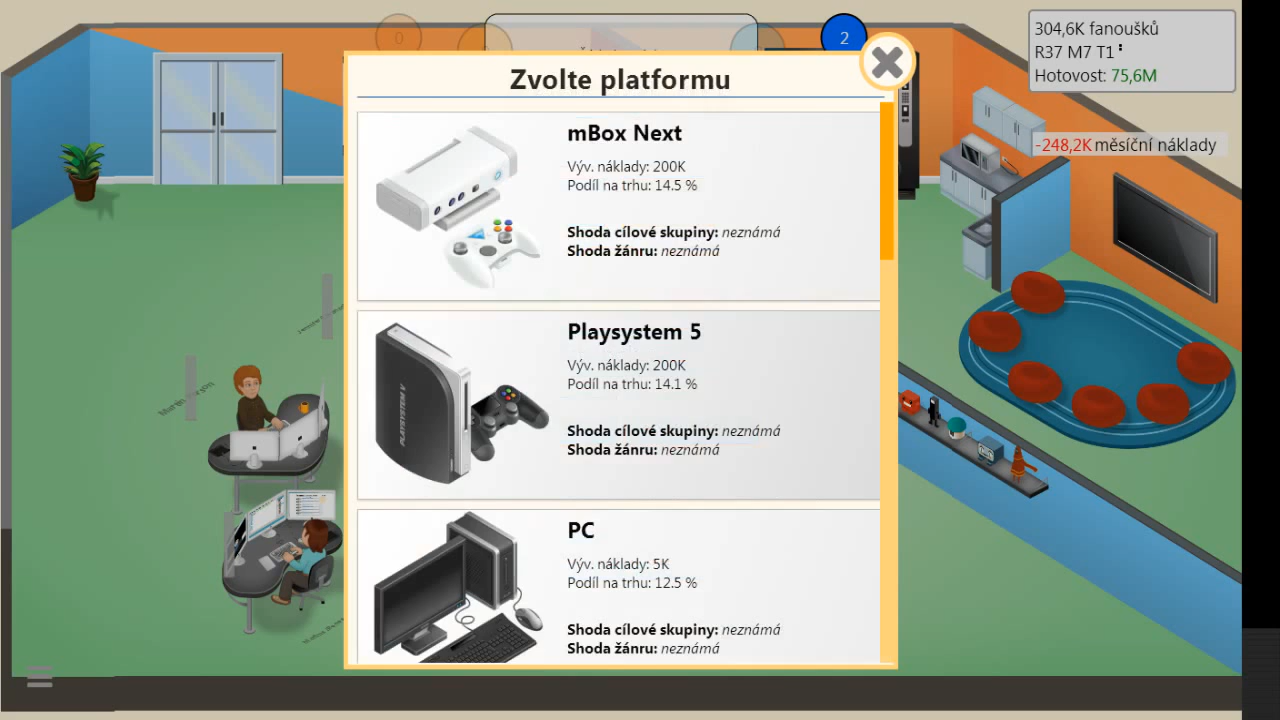 0
2
304,6K fanoušků
R37 M7 T1
Hotovost: 75,6M
-248,2K měsíční náklady
Zvolte platformu
mBox Next
Výv. náklady: 200K
Podíl na trhu: 14.5 %
Shoda cílové skupiny: neznámá
Shoda žánru: neznámá
Playsystem 5
Výv. náklady: 200K
Podíl na trhu: 14.1 %
Shoda cílové skupiny: neznámá
Shoda žánru: neznámá
PLAYSYSTEM V
PC
Výv. náklady: 5K
Podíl na trhu: 12.5 %
Shoda cílové skupiny: neznámá
Shoda žánru: neznámá